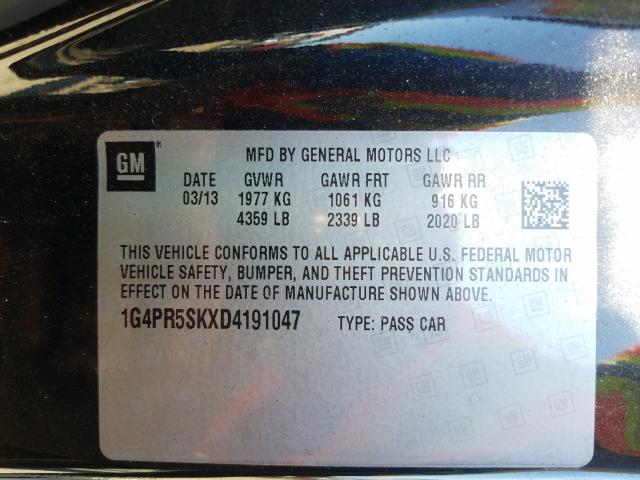 GM ® MFD BY GENERAL MOTORS LLC
DATE GVWR GAWR FRT GAWR RR
03/13 1977 KG 1061 KG 916 KG
4359 LB 2339 LB 2020 LB
THIS VEHICLE CONFORMS TO ALL APPLICABLE U.S. FEDERAL MOTOR
VEHICLE SAFETY, BUMPER, AND THEFT PREVENTION STANDARDS IN
EFFECT ON THE DATE OF MANUFACTURE SHOWN ABOVE.
1G4PR5SKXD4191047 TYPE: PASS CAR